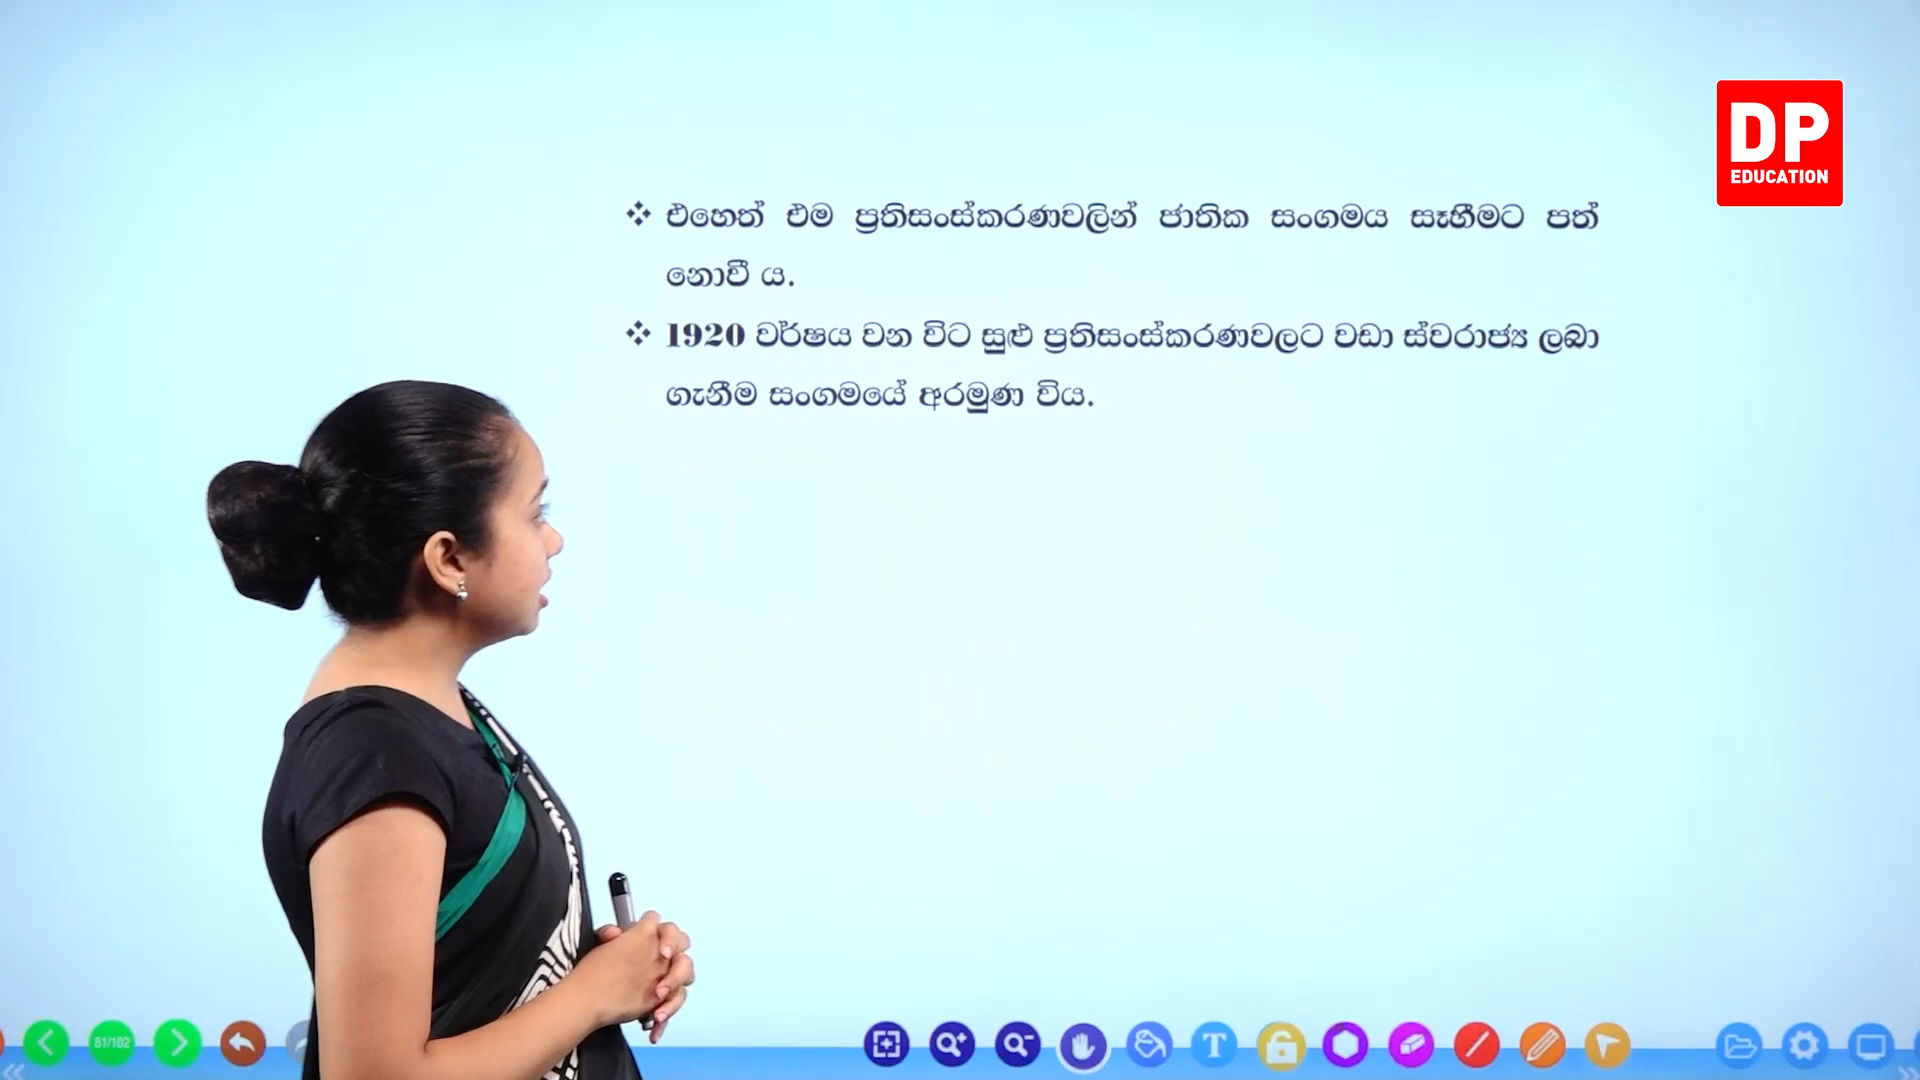 DP
EDUCATION
❖ එහෙත් එම ප්‍රතිසංස්කරණවලින් ජාතික සංගමය සෑහීමට පත්
නොවී ය.
❖ 1920 වර්ෂය වන විට සුළු ප්‍රතිසංස්කරණවලට වඩා ස්වරාජ්‍ය ලබා
ගැනීම සංගමයේ අරමුණ විය.
81/102
T